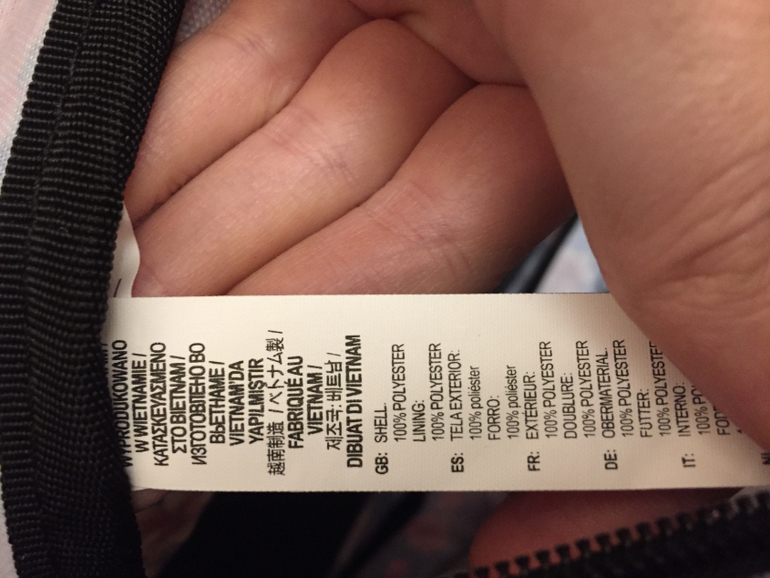 WYPRODUKOWANO
W WIETNAMIE /
ΚΑΤΑΣΚΕΥΑΣΜΕΝΟ
ΣΤΟ ΒΙΕΤΝΑΜ /
ИЗГОТОВЛЕНО ВО
ВЬЕТНАМЕ /
VIETNAM'DA
YAPILMIŞTIR
越南制造 / ベトナム製 /
FABRIQUÉ AU
VIETNAM /
제조국: 베트남 /
DIBUAT DI VIETNAM
GB: SHELL:
100% POLYESTER
LINING:
100% POLYESTER
ES: TELA EXTERIOR:
100% poliéster
FORRO:
100% poliéster
FR: EXTÉRIEUR:
100% POLYESTER
DOUBLURE:
100% POLYESTER
DE: OBERMATERIAL:
100% POLYESTER
FUTTER:
100% POLYESTER
IT: INTERNO:
100%